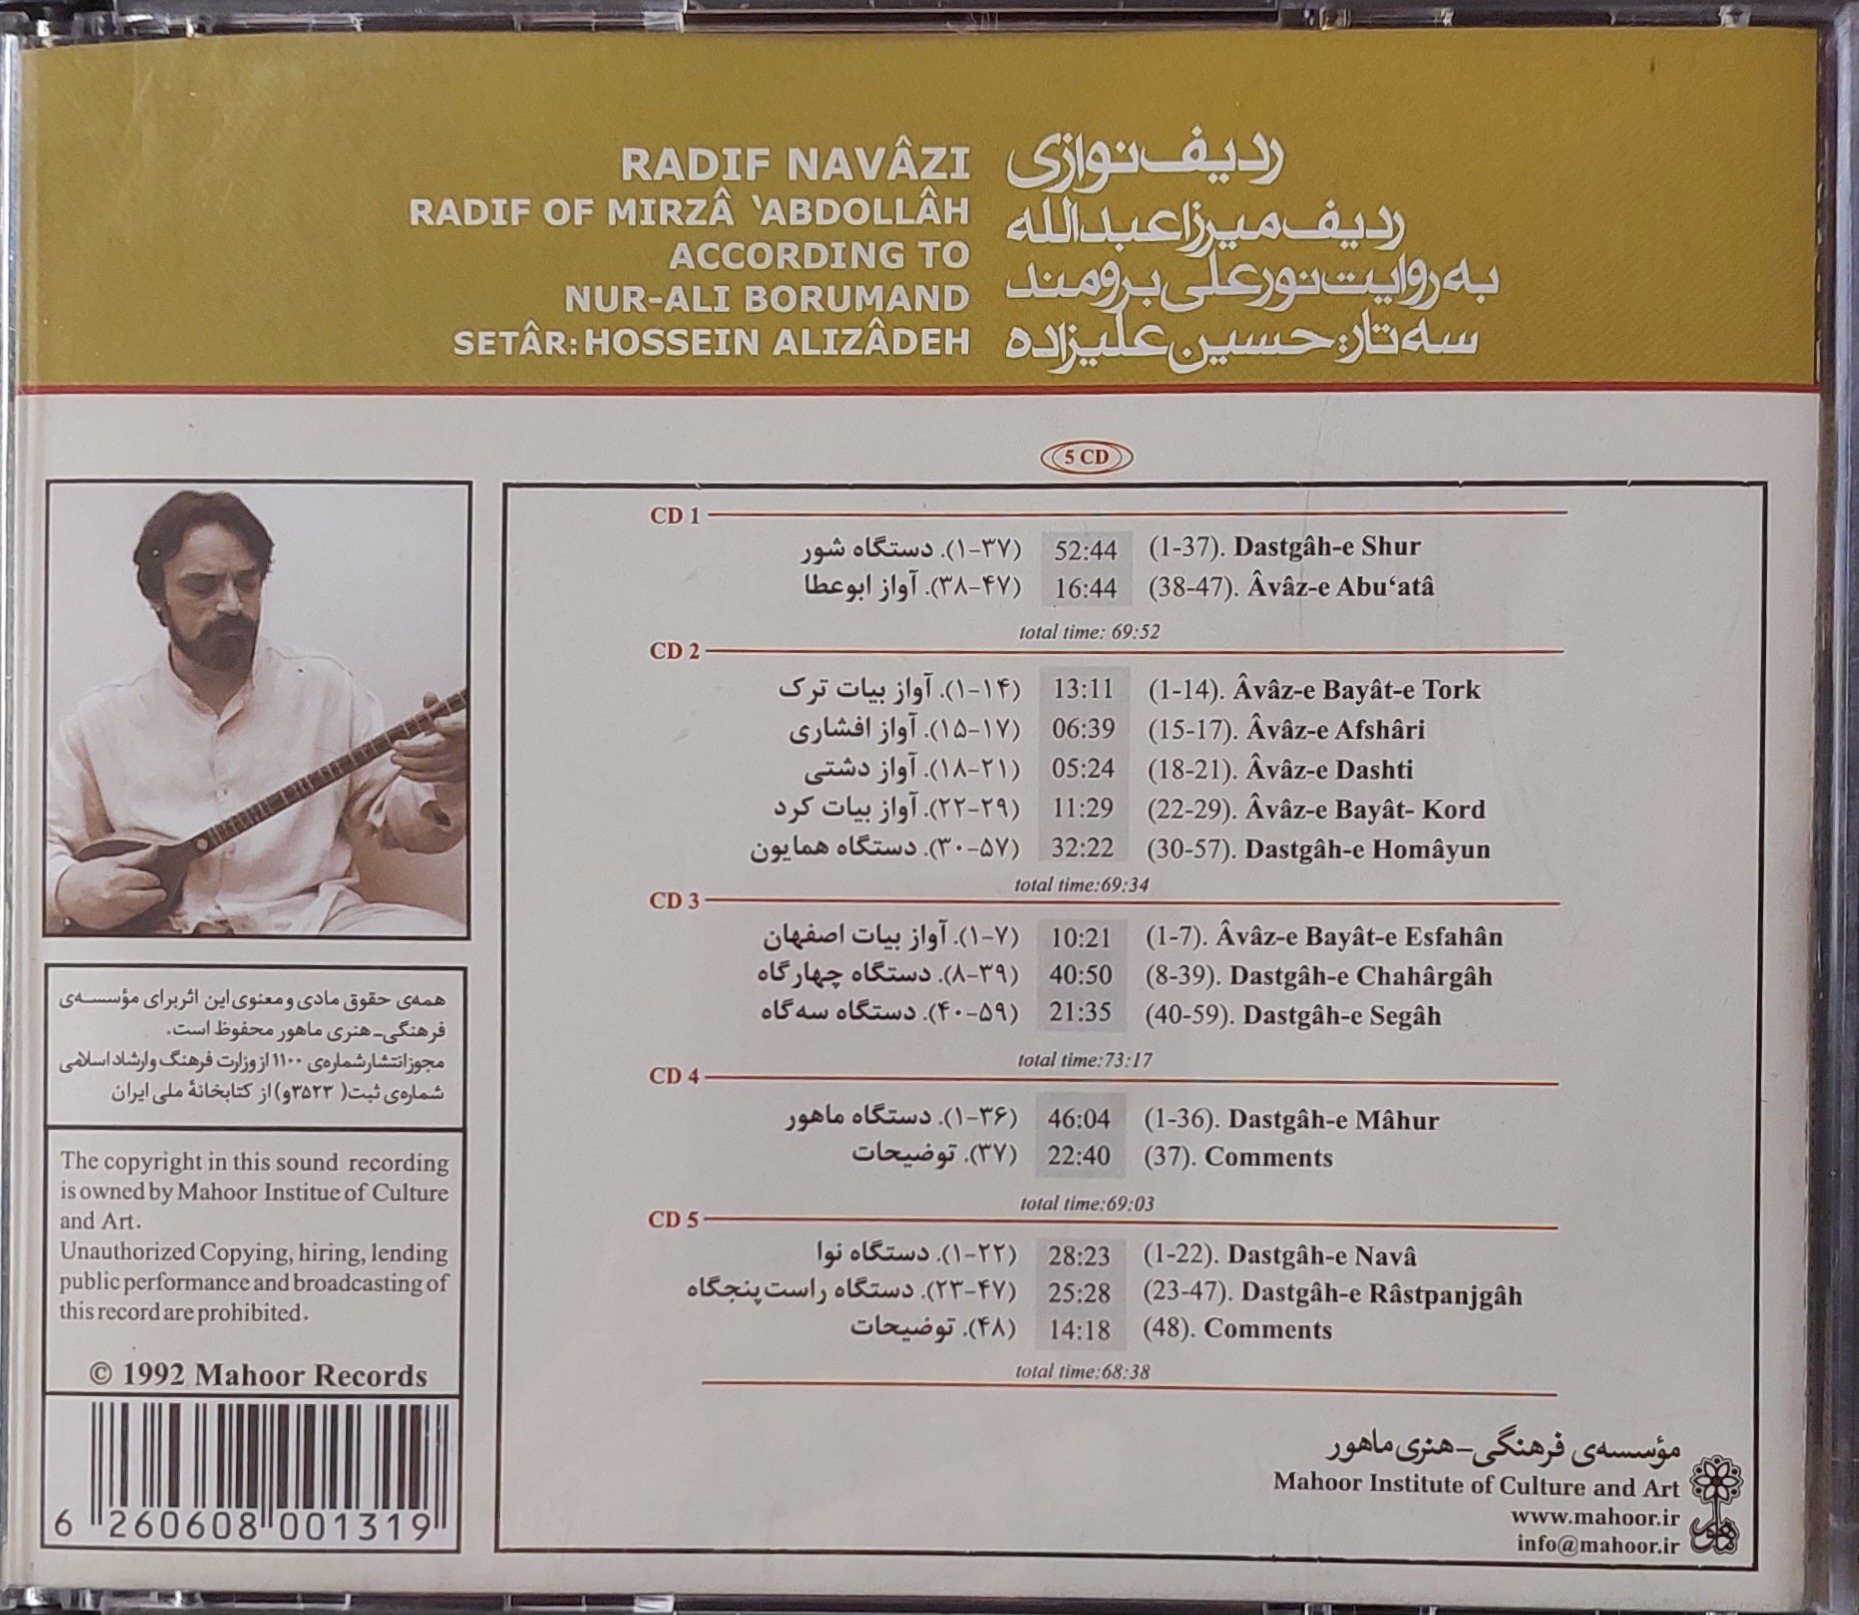 RADIF NAVÂZI
RADIF OF MIRZÂ ‘ABDOLLÂH
ACCORDING TO
NUR-ALI BORUMAND
SETÂR: HOSSEIN ALIZÂDEH
ردیف‌نوازی
ردیف میرزاعبدالله
به روایت نورعلی برومند
سه‌تار: حسین علیزاده
5 CD
CD 1
(۱-۳۷). دستگاه شور 52:44 (1-37). Dastgâh-e Shur
(۳۸-۴۷). آواز ابوعطا 16:44 (38-47). Âvâz-e Abu‘atâ
total time: 69:52
CD 2
(۱-۱۴). آواز بیات ترک 13:11 (1-14). Âvâz-e Bayât-e Tork
(۱۵-۱۷). آواز افشاری 06:39 (15-17). Âvâz-e Afshâri
(۱۸-۲۱). آواز دشتی 05:24 (18-21). Âvâz-e Dashti
(۲۲-۲۹). آواز بیات کرد 11:29 (22-29). Âvâz-e Bayât- Kord
(۳۰-۵۷). دستگاه همایون 32:22 (30-57). Dastgâh-e Homâyun
total time:69:34
CD 3
(۱-۷). آواز بیات اصفهان 10:21 (1-7). Âvâz-e Bayât-e Esfahân
(۸-۳۹). دستگاه چهارگاه 40:50 (8-39). Dastgâh-e Chahârgâh
(۴۰-۵۹). دستگاه سه‌گاه 21:35 (40-59). Dastgâh-e Segâh
total time:73:17
CD 4
(۱-۳۶). دستگاه ماهور 46:04 (1-36). Dastgâh-e Mâhur
(۳۷). توضیحات 22:40 (37). Comments
total time:69:03
CD 5
(۱-۲۲). دستگاه نوا 28:23 (1-22). Dastgâh-e Navâ
(۲۳-۴۷). دستگاه راست‌پنجگاه 25:28 (23-47). Dastgâh-e Râstpanjgâh
(۴۸). توضیحات 14:18 (48). Comments
total time:68:38
همه‌ی حقوق مادی و معنوی این اثر برای مؤسسه‌ی
فرهنگی-هنری ماهور محفوظ است.
مجوز انتشار شماره‌ی ۱۱۰۰ از وزارت فرهنگ و ارشاد اسلامی
شماره‌ی ثبت (۳۵۲۳و) از کتابخانهٔ ملی ایران
The copyright in this sound recording
is owned by Mahoor Institue of Culture
and Art.
Unauthorized Copying, hiring, lending
public performance and broadcasting of
this record are prohibited.
© 1992 Mahoor Records
6 260608 001319
مؤسسه‌ی فرهنگی-هنری ماهور
Mahoor Institute of Culture and Art
www.mahoor.ir
info@mahoor.ir
ماهور